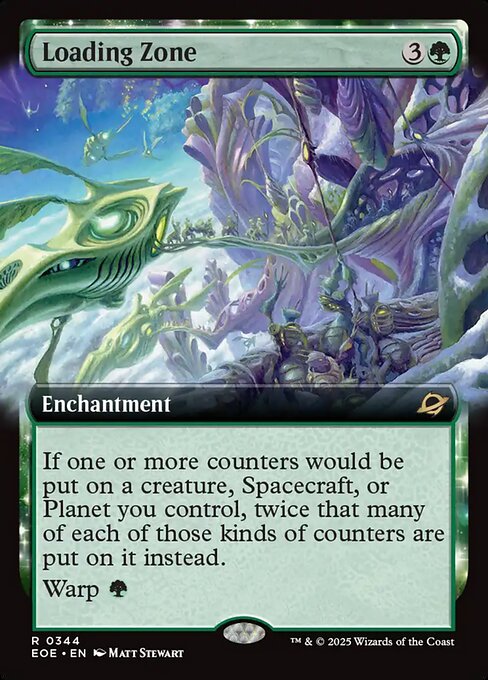 Loading Zone 3
Enchantment
If one or more counters would be
put on a creature, Spacecraft, or
Planet you control, twice that many
of each of those kinds of counters are
put on it instead.
Warp
R 0344
EOE • EN MATT STEWART
™ & © 2025 Wizards of the Coast